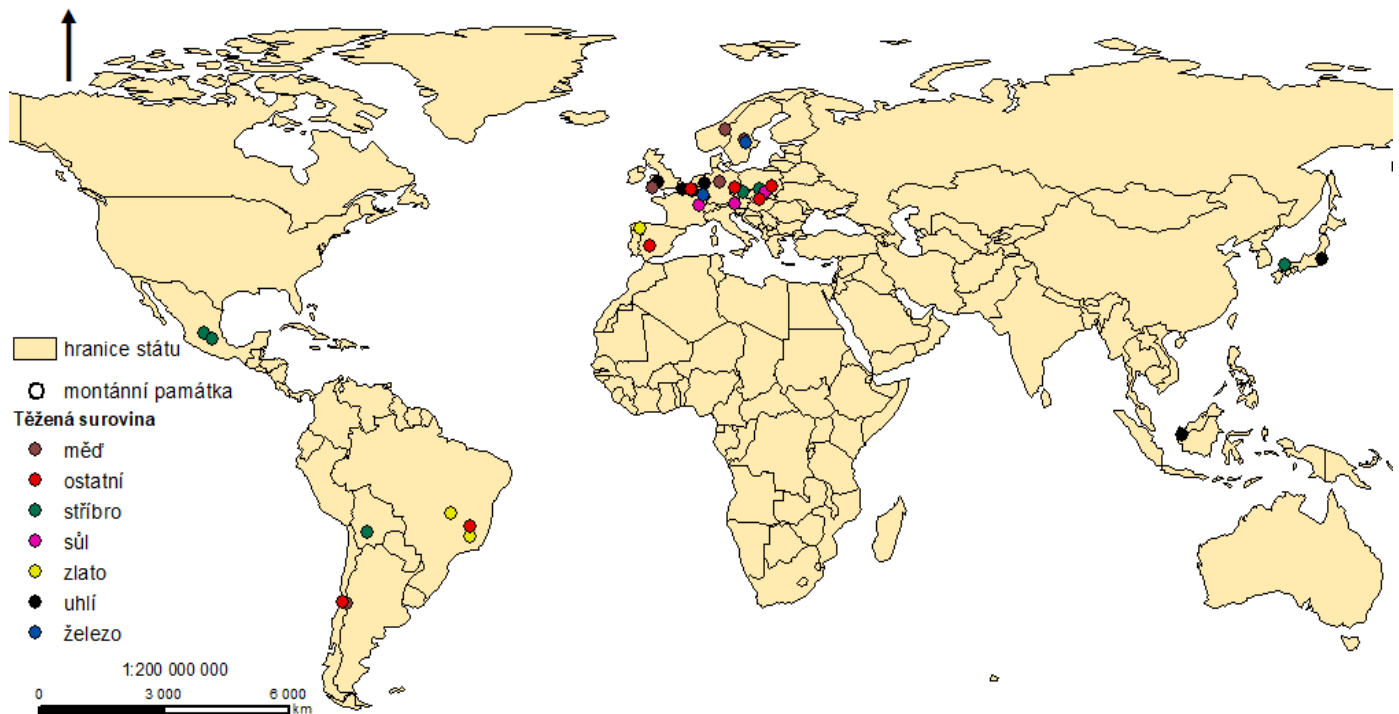 hranice státu
montánní památka
Těžená surovina
měď
ostatní
stříbro
sůl
zlato
uhlí
železo
1:200 000 000
0 3 000 6 000
km